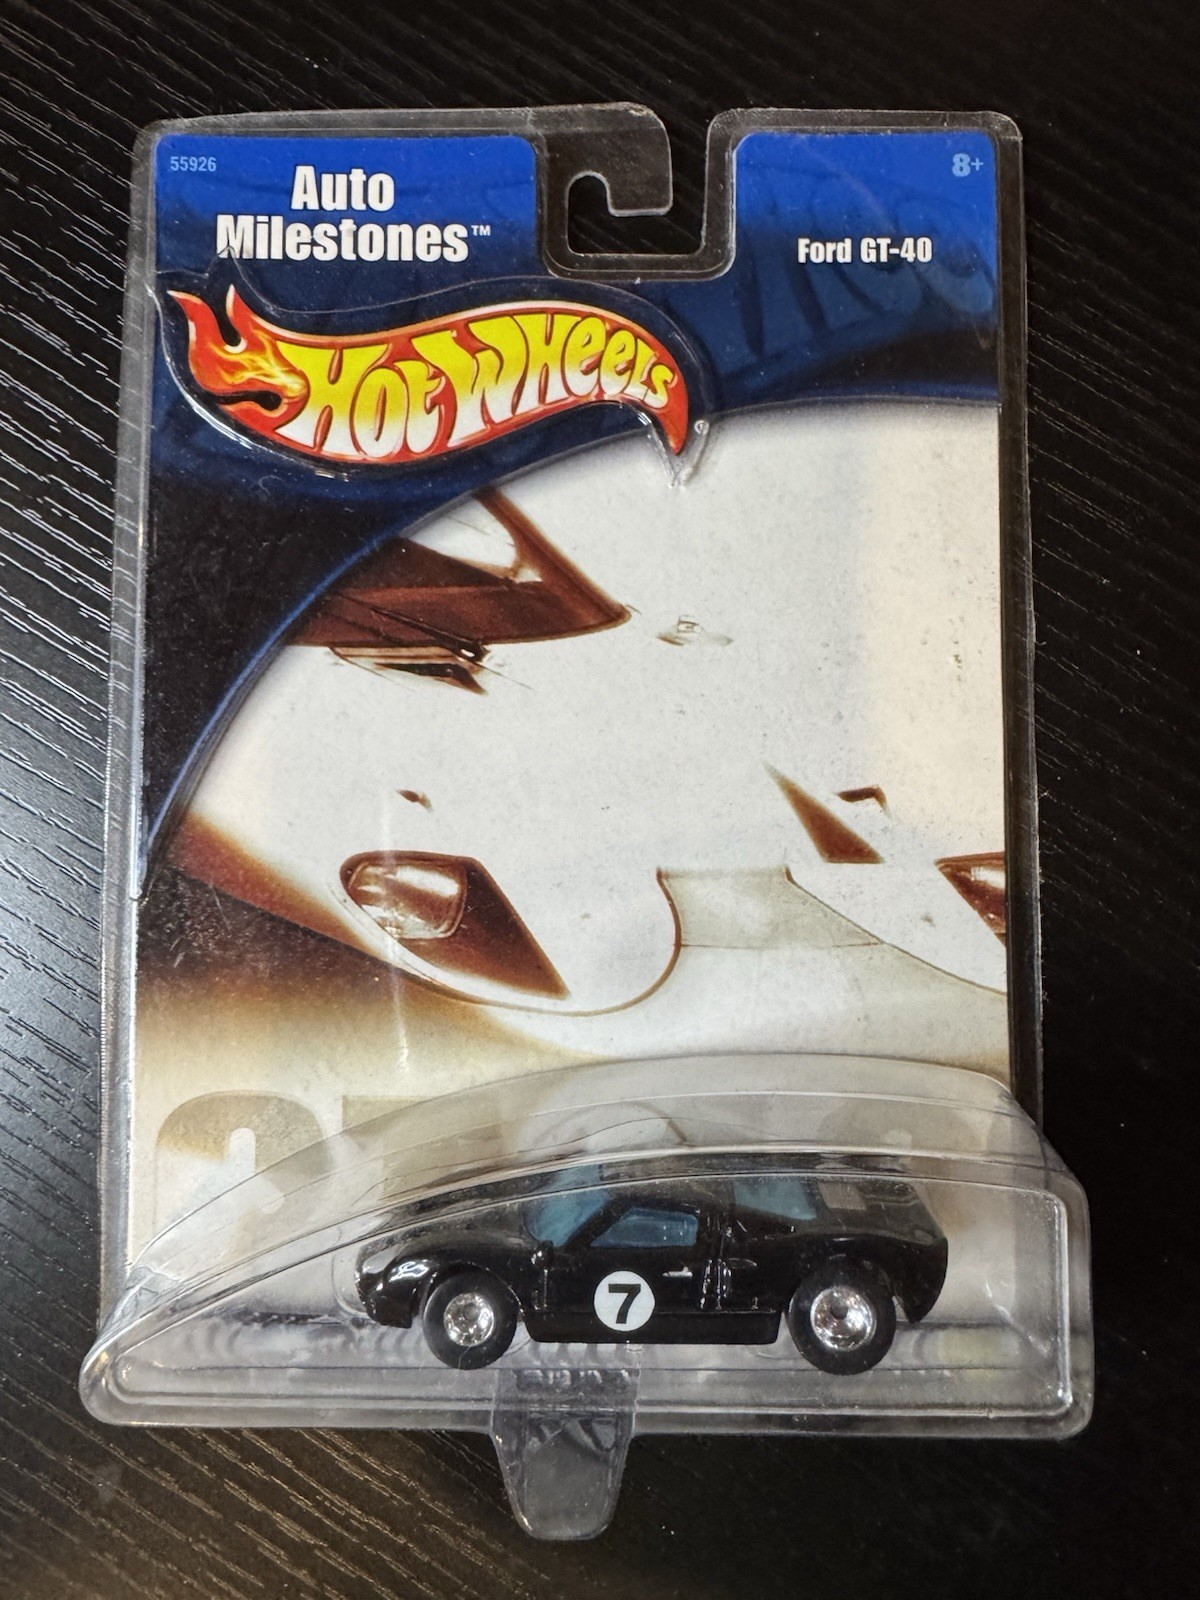 55926
Auto
Milestones™
8+
Ford GT-40
Hot Wheels
7